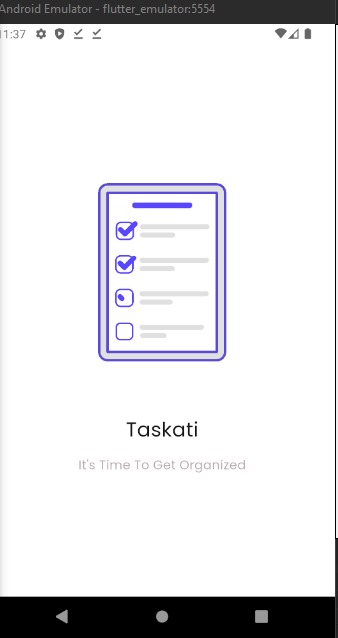 Android Emulator - flutter_emulator:5554
11:37
Taskati
It's Time To Get Organized